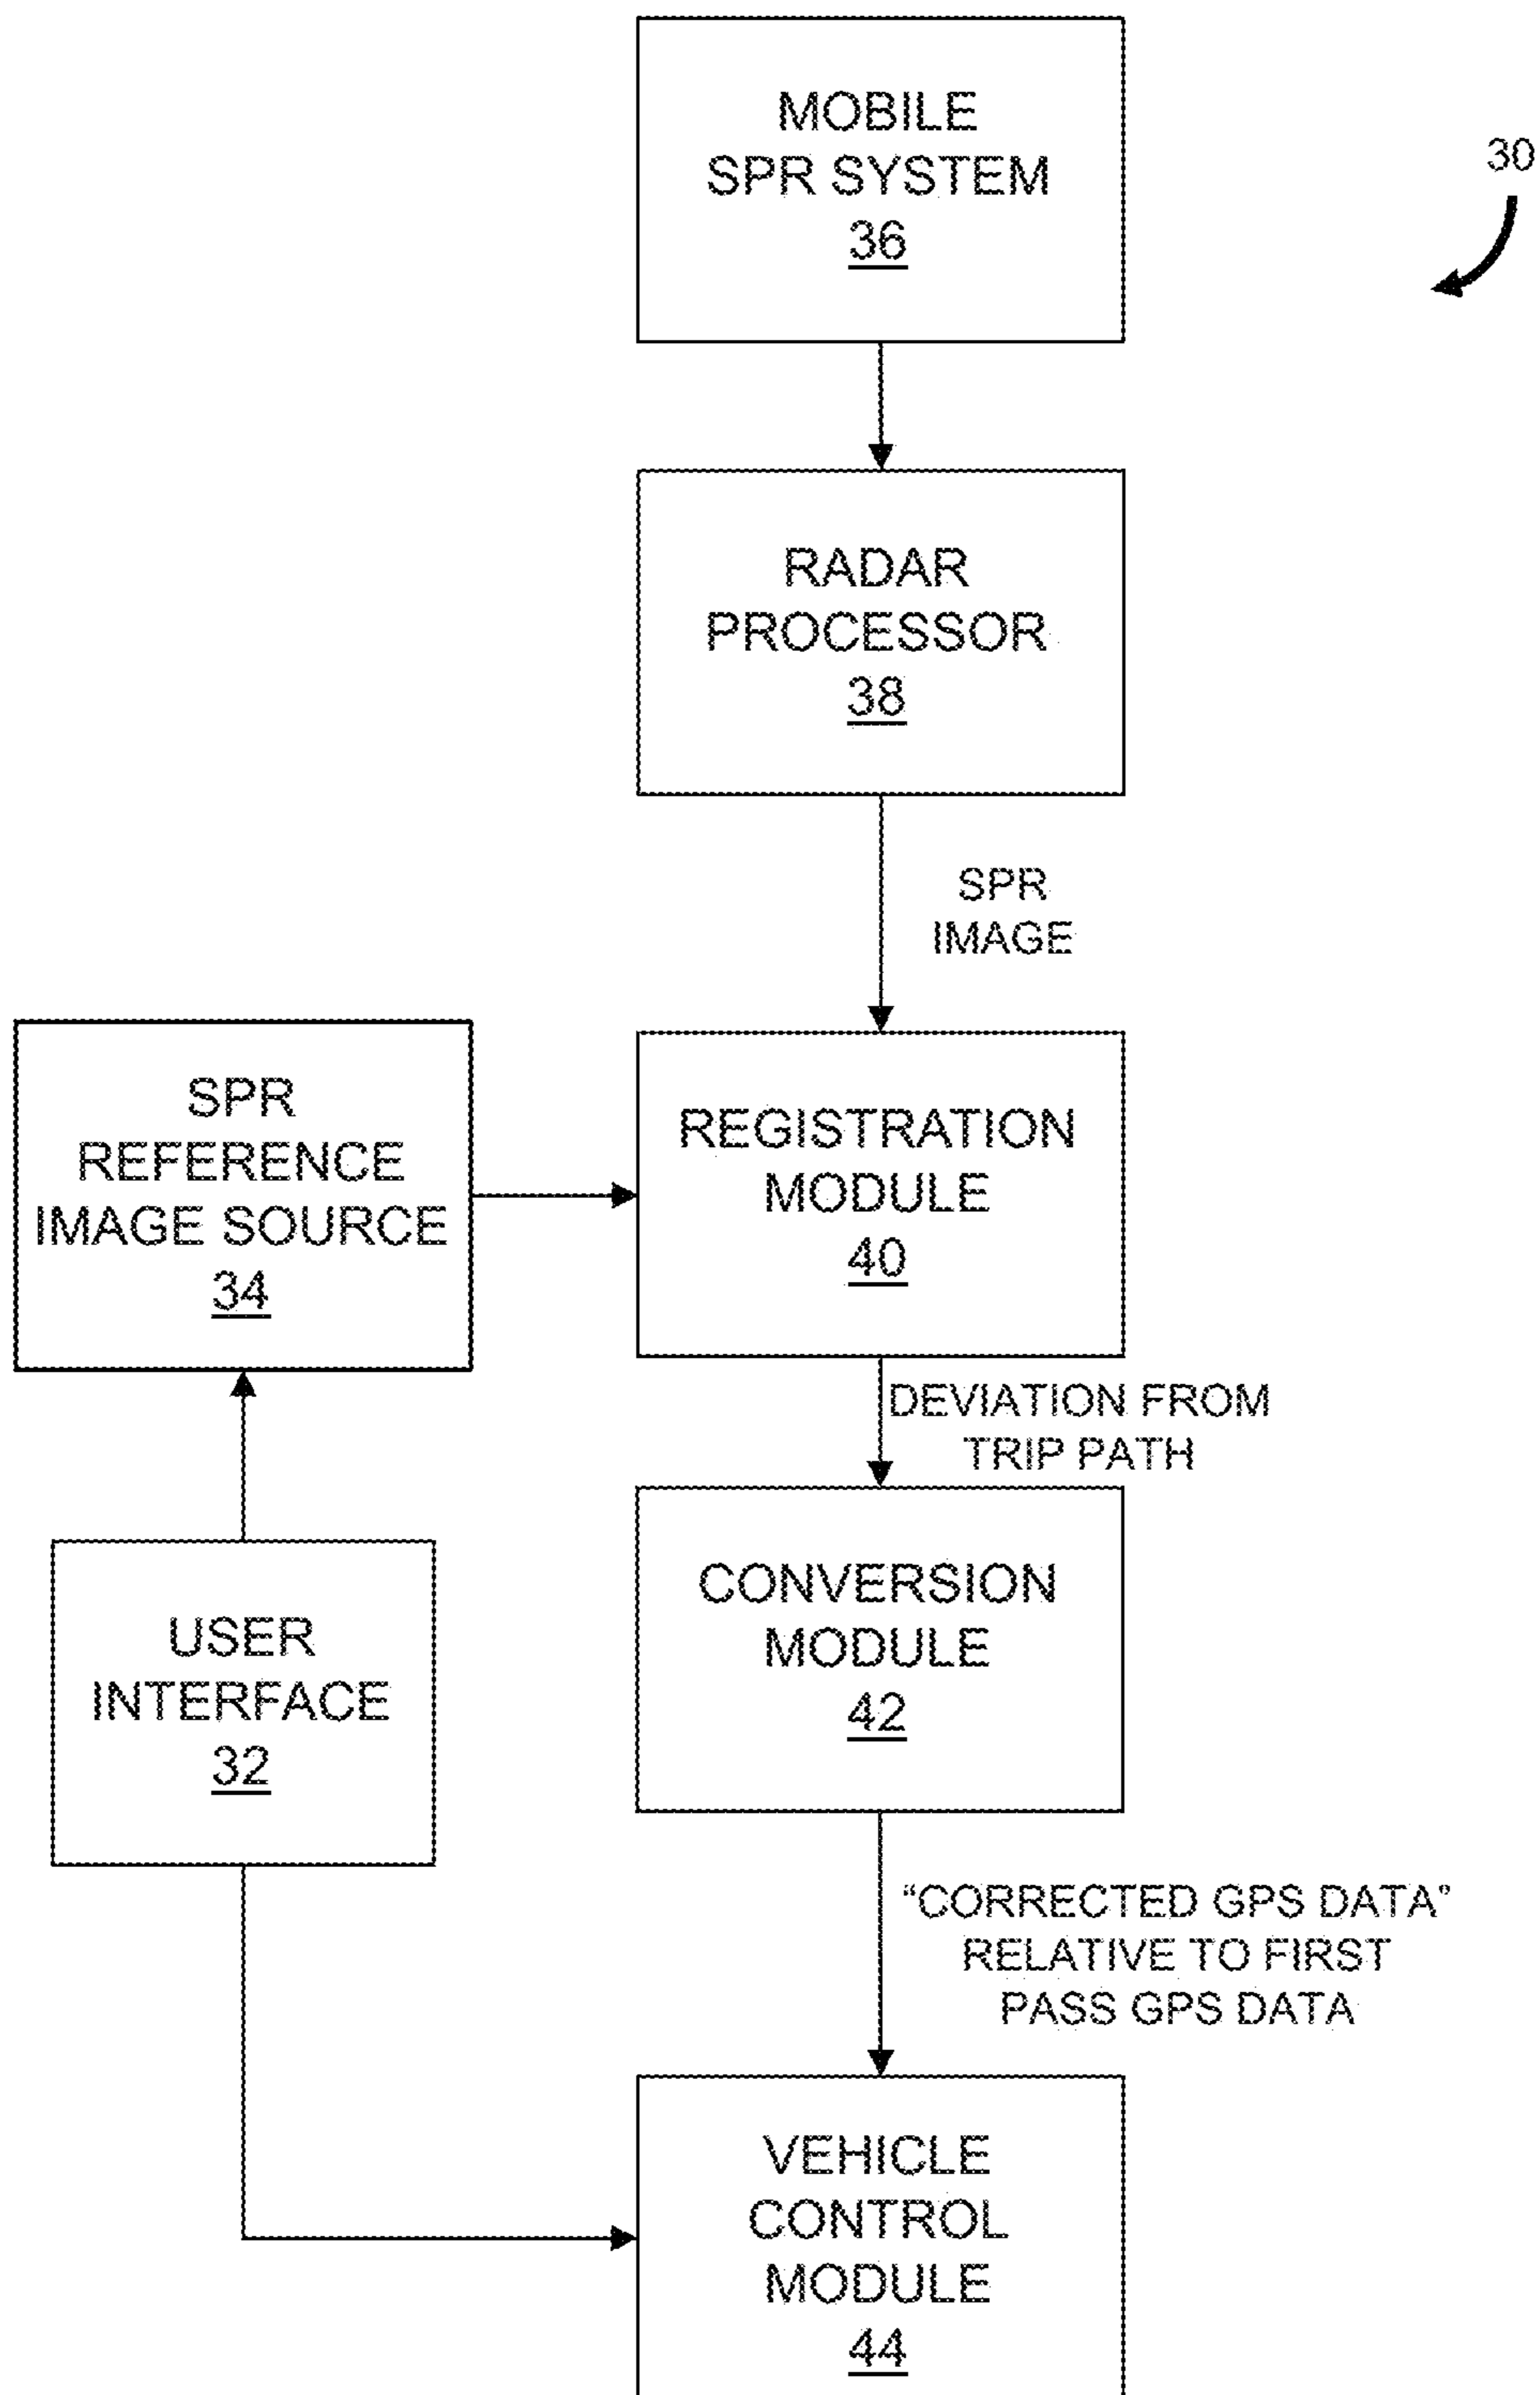 MOBILE
SPR SYSTEM
36
30
RADAR
PROCESSOR
38
SPR
IMAGE
SPR
REFERENCE
IMAGE SOURCE
34
REGISTRATION
MODULE
40
DEVIATION FROM
TRIP PATH
CONVERSION
MODULE
42
USER
INTERFACE
32
“CORRECTED GPS DATA”
RELATIVE TO FIRST
PASS GPS DATA
VEHICLE
CONTROL
MODULE
44